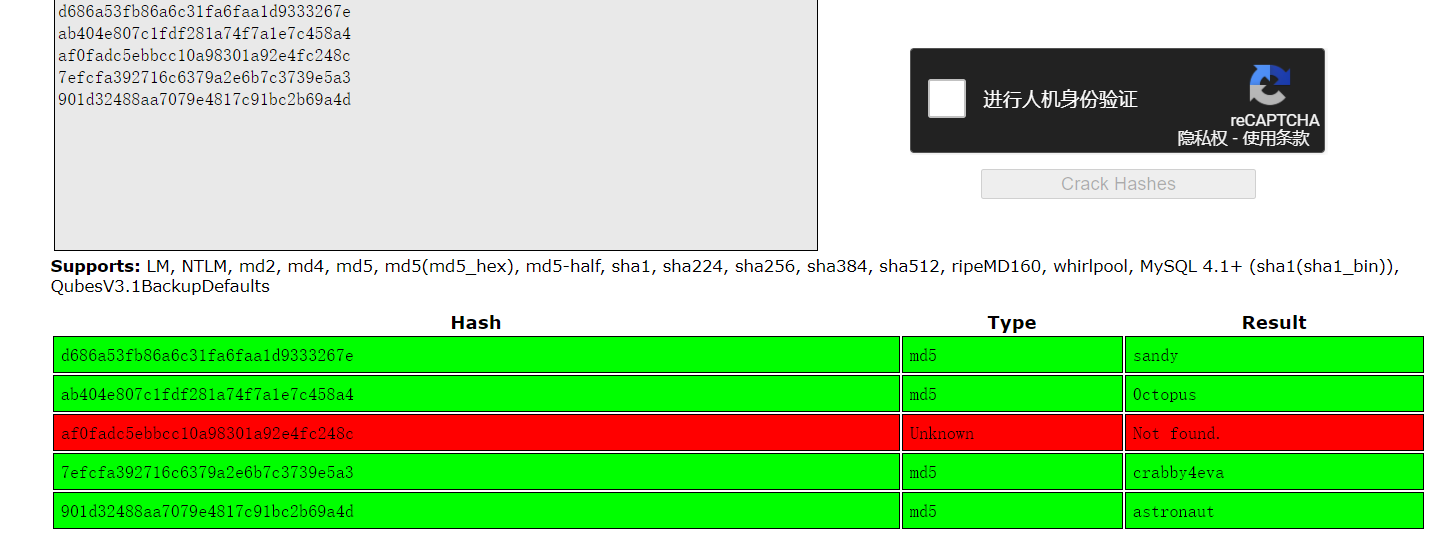 d686a53fb86a6c31fa6faa1d9333267e
ab404e807c1fdf281a74f7a1e7c458a4
af0fadc5ebbcc10a98301a92e4fc248c
7efcfa392716c6379a2e6b7c3739e5a3
901d32488aa7079e4817c91bc2b69a4d
进行人机身份验证
reCAPTCHA
隐私权 - 使用条款
Crack Hashes
Supports: LM, NTLM, md2, md4, md5, md5(md5_hex), md5-half, sha1, sha224, sha256, sha384, sha512, ripeMD160, whirlpool, MySQL 4.1+ (sha1(sha1_bin)),
QubesV3.1BackupDefaults
Hash Type Result
d686a53fb86a6c31fa6faa1d9333267e md5 sandy
ab404e807c1fdf281a74f7a1e7c458a4 md5 0ctopus
af0fadc5ebbcc10a98301a92e4fc248c Unknown Not found.
7efcfa392716c6379a2e6b7c3739e5a3 md5 crabby4eva
901d32488aa7079e4817c91bc2b69a4d md5 astronaut